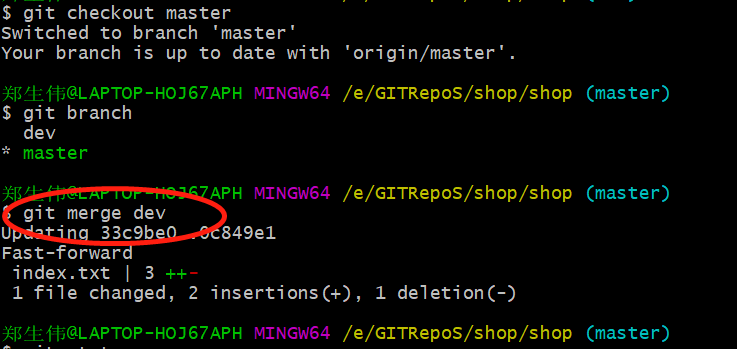 $ git checkout master
Switched to branch 'master'
Your branch is up to date with 'origin/master'.
郑生伟@LAPTOP-HOJ67APH MINGW64 /e/GITRepoS/shop/shop (master)
$ git branch
dev
* master
郑生伟@LAPTOP-HOJ67APH MINGW64 /e/GITRepoS/shop/shop (master)
$ git merge dev
Updating 33c9be0..0c849e1
Fast-forward
index.txt | 3 ++-
1 file changed, 2 insertions(+), 1 deletion(-)
郑生伟@LAPTOP-HOJ67APH MINGW64 /e/GITRepoS/shop/shop (master)